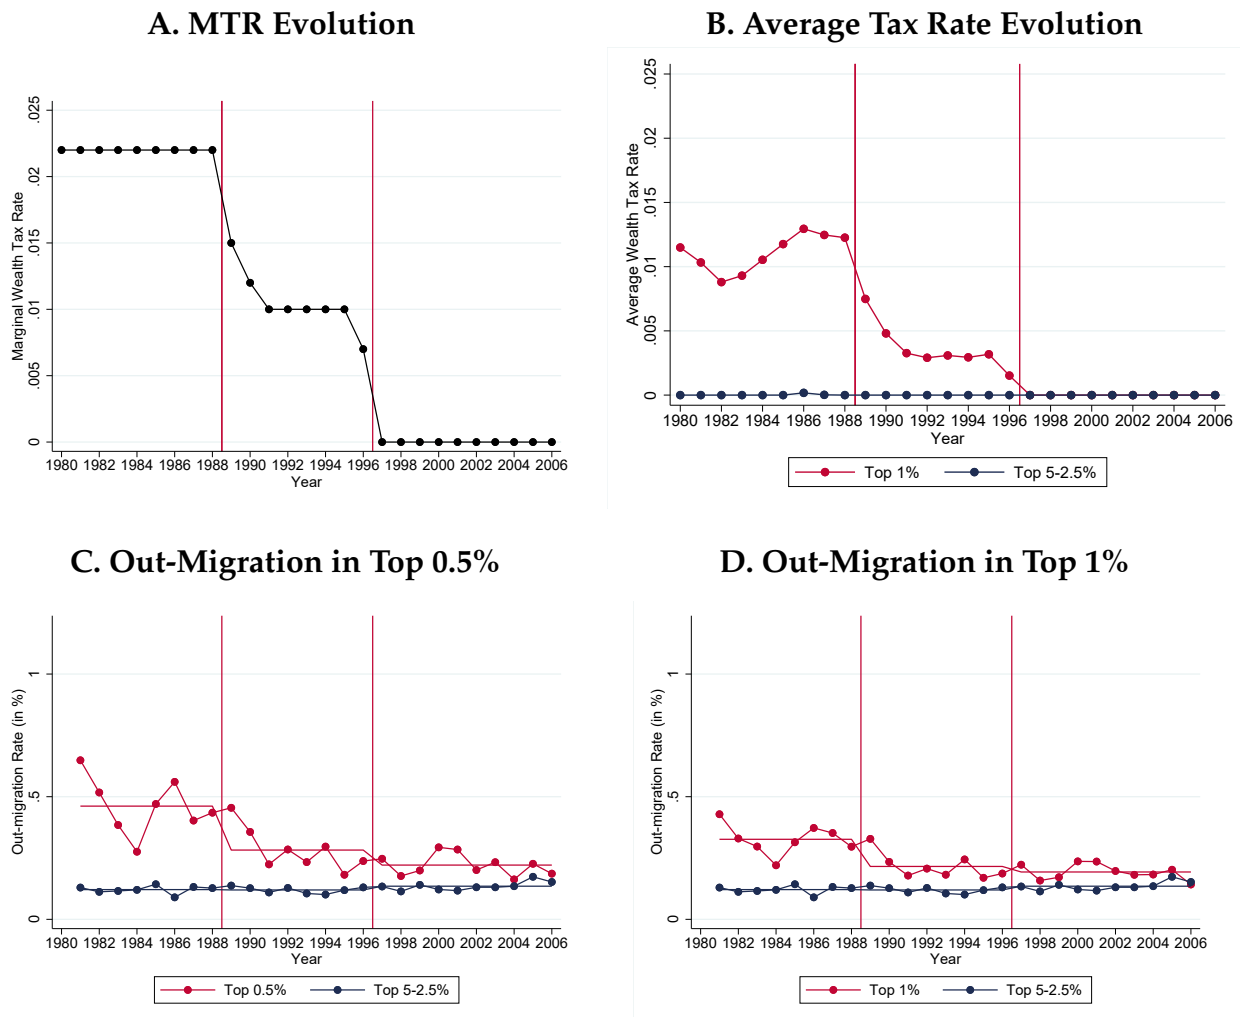 A. MTR Evolution
Marginal Wealth Tax Rate
.025
.02
.015
.01
.005
0
1980 1982 1984 1986 1988 1990 1992 1994 1996 1998 2000 2002 2004 2006
Year
B. Average Tax Rate Evolution
Average Wealth Tax Rate
.025
.02
.015
.01
.005
0
1980 1982 1984 1986 1988 1990 1992 1994 1996 1998 2000 2002 2004 2006
Year
Top 1% Top 5-2.5%
C. Out-Migration in Top 0.5%
Out-migration Rate (in %)
1
.5
0
1980 1982 1984 1986 1988 1990 1992 1994 1996 1998 2000 2002 2004 2006
Year
Top 0.5% Top 5-2.5%
D. Out-Migration in Top 1%
Out-migration Rate (in %)
1
.5
0
1980 1982 1984 1986 1988 1990 1992 1994 1996 1998 2000 2002 2004 2006
Year
Top 1% Top 5-2.5%